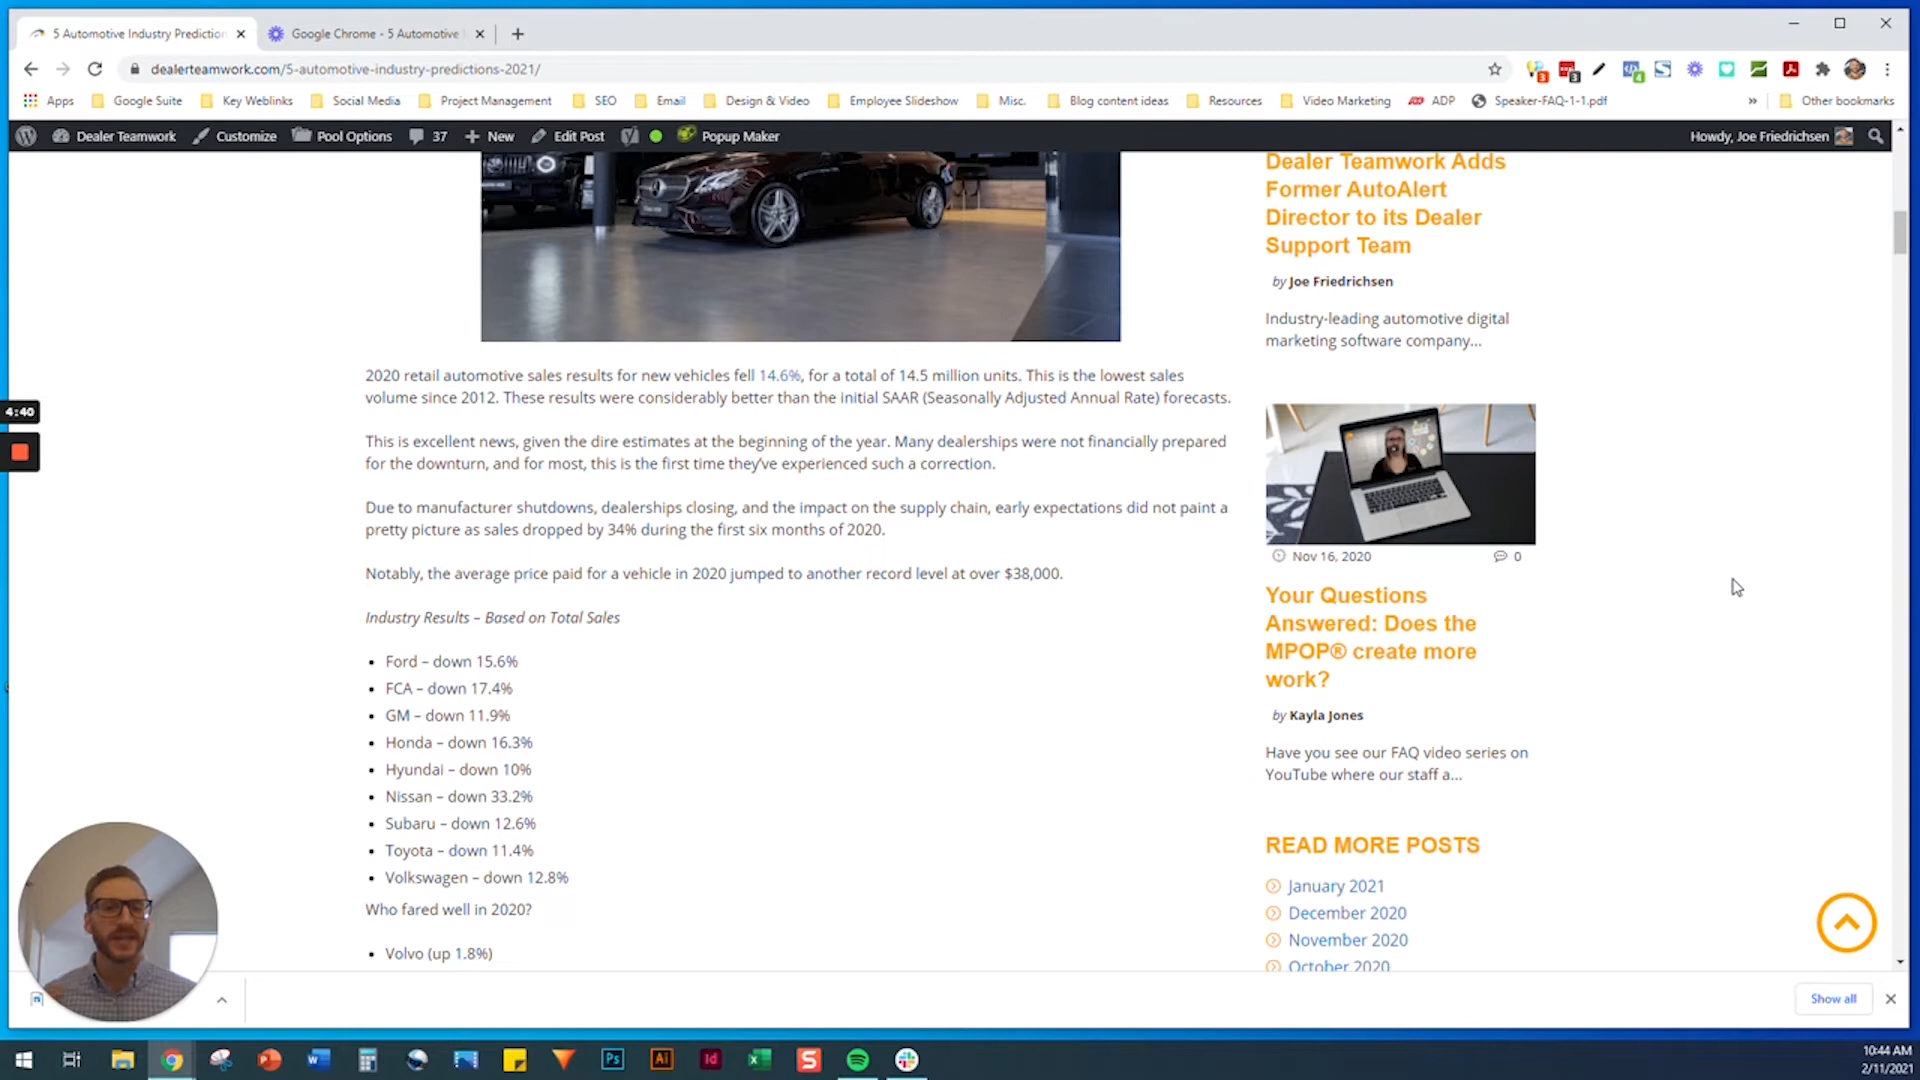 5 Automotive Industry Prediction
Google Chrome - 5 Automotive
dealerteamwork.com/5-automotive-industry-predictions-2021/
3
3
4
Apps
Google Suite
Key Weblinks
Social Media
Project Management
SEO
Email
Design & Video
Employee Slideshow
Misc.
Blog content ideas
Resources
Video Marketing
ADP
Speaker-FAQ-1-1.pdf
»
Other bookmarks
Dealer Teamwork
Customize
Pool Options
37
New
Edit Post
Popup Maker
Howdy, Joe Friedrichsen
2020 retail automotive sales results for new vehicles fell 14.6%, for a total of 14.5 million units. This is the lowest sales
volume since 2012. These results were considerably better than the initial SAAR (Seasonally Adjusted Annual Rate) forecasts.
This is excellent news, given the dire estimates at the beginning of the year. Many dealerships were not financially prepared
for the downturn, and for most, this is the first time they've experienced such a correction.
Due to manufacturer shutdowns, dealerships closing, and the impact on the supply chain, early expectations did not paint a
pretty picture as sales dropped by 34% during the first six months of 2020.
Notably, the average price paid for a vehicle in 2020 jumped to another record level at over $38,000.
Industry Results – Based on Total Sales
• Ford – down 15.6%
• FCA – down 17.4%
• GM – down 11.9%
• Honda – down 16.3%
• Hyundai – down 10%
• Nissan – down 33.2%
• Subaru – down 12.6%
• Toyota – down 11.4%
• Volkswagen – down 12.8%
Who fared well in 2020?
• Volvo (up 1.8%)
Dealer Teamwork Adds
Former AutoAlert
Director to its Dealer
Support Team
by Joe Friedrichsen
Industry-leading automotive digital
marketing software company...
Nov 16, 2020
0
Your Questions
Answered: Does the
MPOP® create more
work?
by Kayla Jones
Have you see our FAQ video series on
YouTube where our staff a...
READ MORE POSTS
January 2021
December 2020
November 2020
October 2020
4:40
Show all
Ps
Ai
Id
S
10:44 AM
2/11/2021